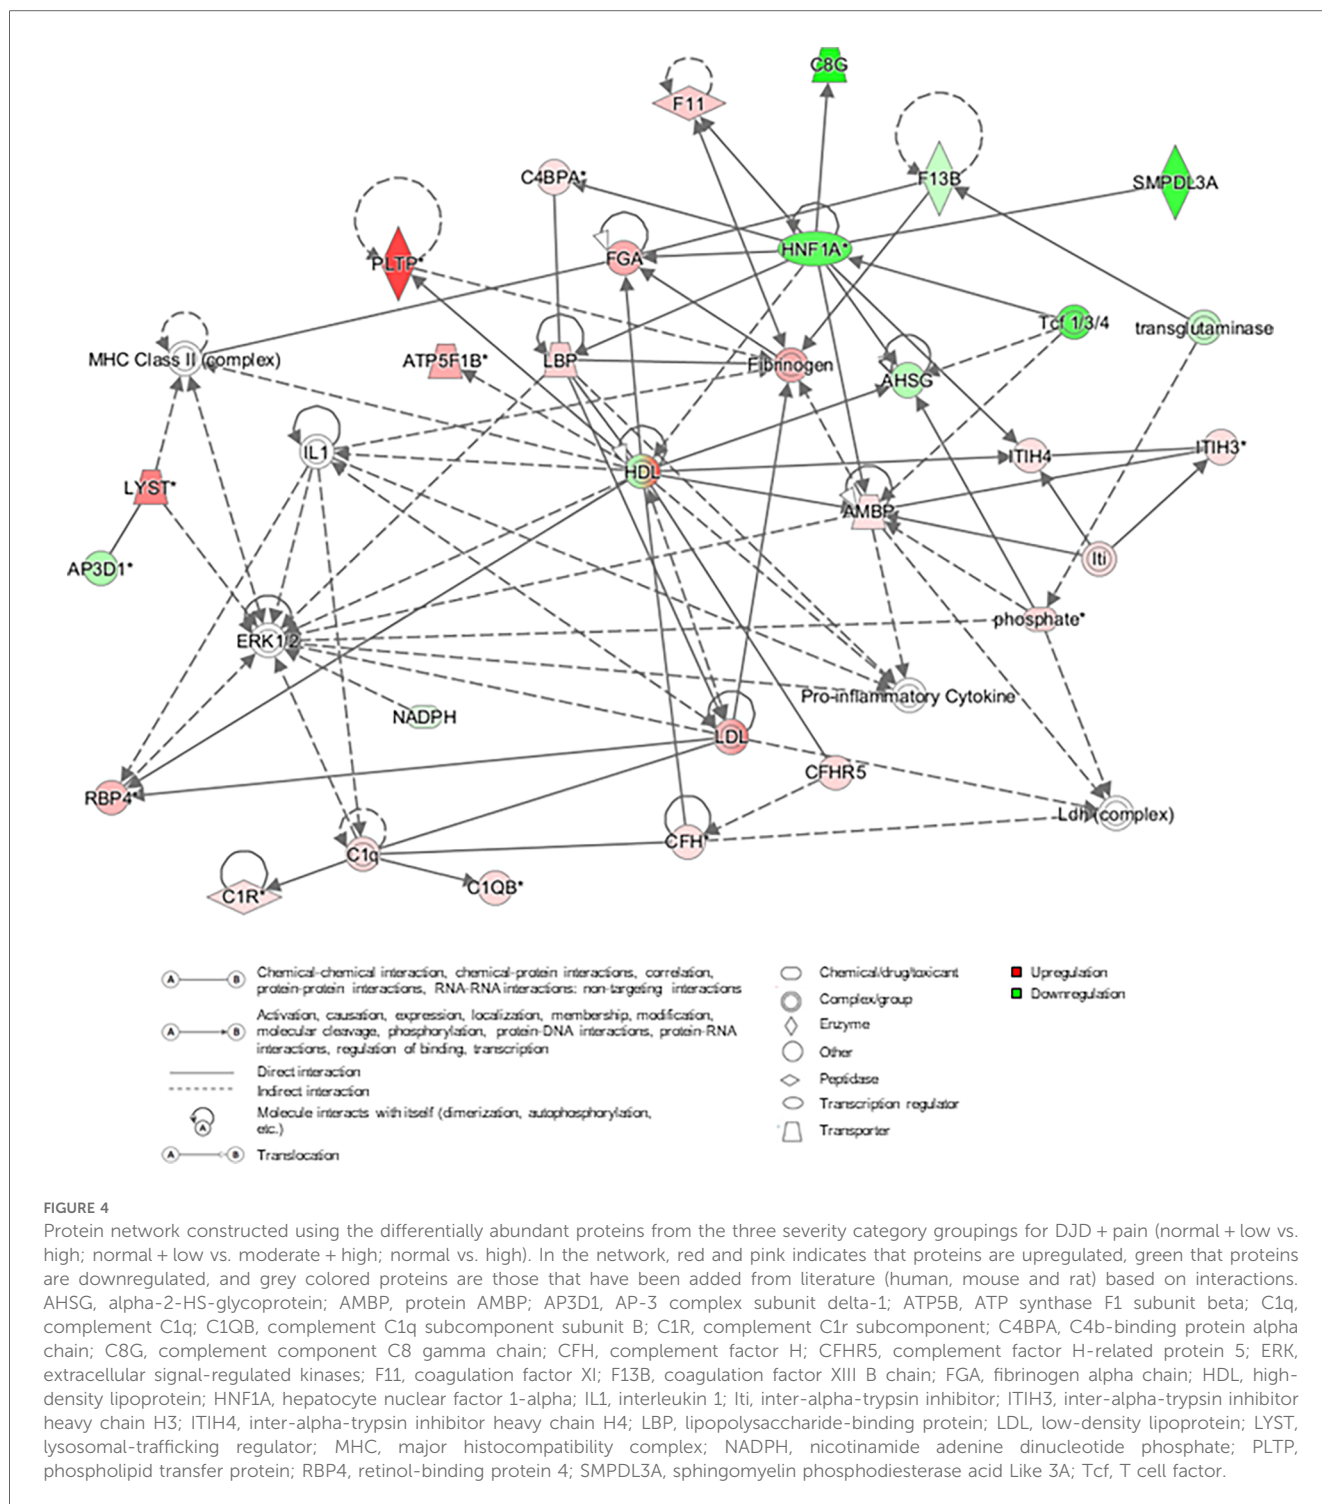 C8G
F11
C4BPA*
F13B
SMPDL3A
PLTP*
FGA
HNF1A*
Tcf 1/3/4
transglutaminase
MHC Class II (complex)
ATP5F1B*
LBP
Fibrinogen
AHSG
IL1
HDL
ITIH4
ITIH3*
LYST*
AMBP
AP3D1*
Iti
phosphate*
ERK1/2
Pro-inflammatory Cytokine
NADPH
LDL
CFHR5
RBP4*
Ldh (complex)
C1q
CFH*
C1R*
C1QB*
A B Chemical-chemical interaction, chemical-protein interactions, correlation,
protein-protein interactions, RNA-RNA interactions: non-targeting interactions
A B Activation, causation, expression, localization, membership, modification,
molecular cleavage, phosphorylation, protein-DNA interactions, protein-RNA
interactions, regulation of binding, transcription
Direct interaction
Indirect interaction
A Molecule interacts with itself (dimerization, autophosphorylation,
etc.)
A B Translocation
Chemical/drug/toxicant
Complex/group
Enzyme
Other
Peptidase
Transcription regulator
Transporter
Upregulation
Downregulation
FIGURE 4
Protein network constructed using the differentially abundant proteins from the three severity category groupings for DJD + pain (normal + low vs.
high; normal + low vs. moderate + high; normal vs. high). In the network, red and pink indicates that proteins are upregulated, green that proteins
are downregulated, and grey colored proteins are those that have been added from literature (human, mouse and rat) based on interactions.
AHSG, alpha-2-HS-glycoprotein; AMBP, protein AMBP; AP3D1, AP-3 complex subunit delta-1; ATP5B, ATP synthase F1 subunit beta; C1q,
complement C1q; C1QB, complement C1q subcomponent subunit B; C1R, complement C1r subcomponent; C4BPA, C4b-binding protein alpha
chain; C8G, complement component C8 gamma chain; CFH, complement factor H; CFHR5, complement factor H-related protein 5; ERK,
extracellular signal-regulated kinases; F11, coagulation factor XI; F13B, coagulation factor XIII B chain; FGA, fibrinogen alpha chain; HDL, high-
density lipoprotein; HNF1A, hepatocyte nuclear factor 1-alpha; IL1, interleukin 1; Iti, inter-alpha-trypsin inhibitor; ITIH3, inter-alpha-trypsin inhibitor
heavy chain H3; ITIH4, inter-alpha-trypsin inhibitor heavy chain H4; LBP, lipopolysaccharide-binding protein; LDL, low-density lipoprotein; LYST,
lysosomal-trafficking regulator; MHC, major histocompatibility complex; NADPH, nicotinamide adenine dinucleotide phosphate; PLTP,
phospholipid transfer protein; RBP4, retinol-binding protein 4; SMPDL3A, sphingomyelin phosphodiesterase acid Like 3A; Tcf, T cell factor.